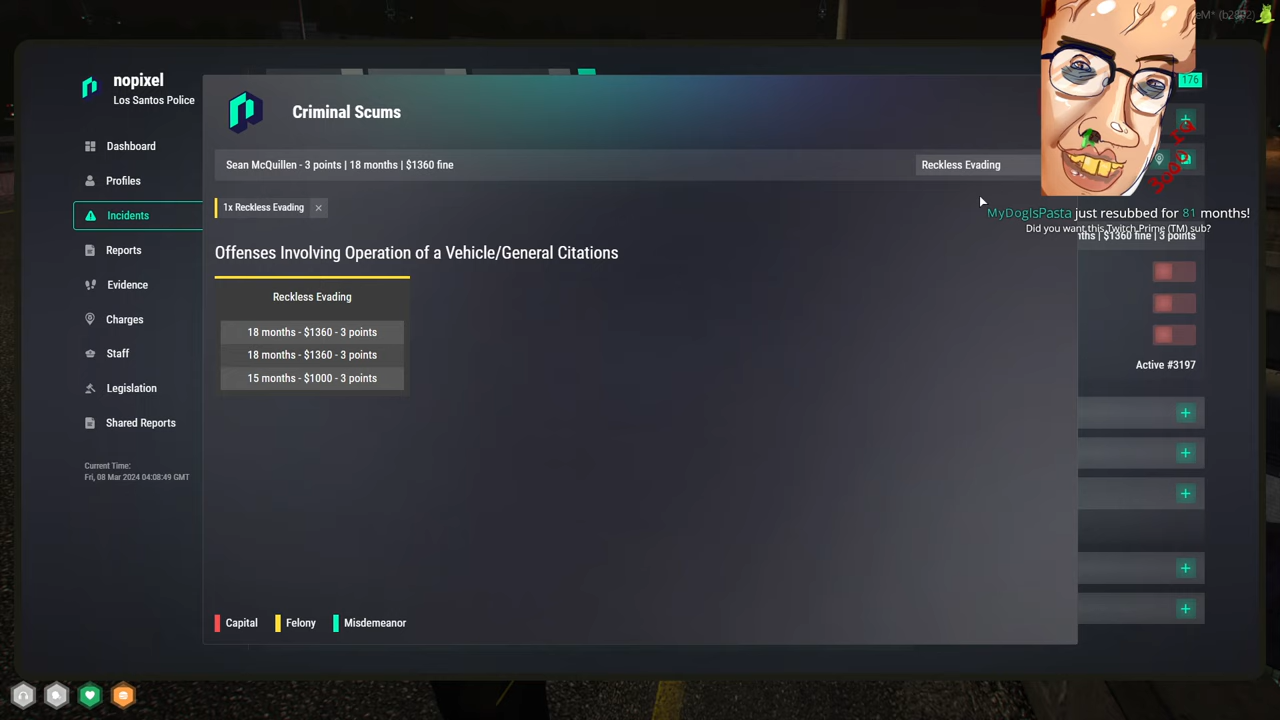 nopixel
Los Santos Police
Dashboard
Profiles
Incidents
Reports
Evidence
Charges
Staff
Legislation
Shared Reports
Current Time:
Fri, 08 Mar 2024 04:08:49 GMT
Criminal Scums
Sean McQuillen - 3 points | 18 months | $1360 fine
Reckless Evading
1x Reckless Evading ×
Offenses Involving Operation of a Vehicle/General Citations
Reckless Evading
18 months - $1360 - 3 points
18 months - $1360 - 3 points
15 months - $1000 - 3 points
Capital
Felony
Misdemeanor
176
MyDogIsPasta just resubbed for 81 months!
Did you want this Twitch Prime (TM) sub?
| $1360 fine | 3 points
Active #3197